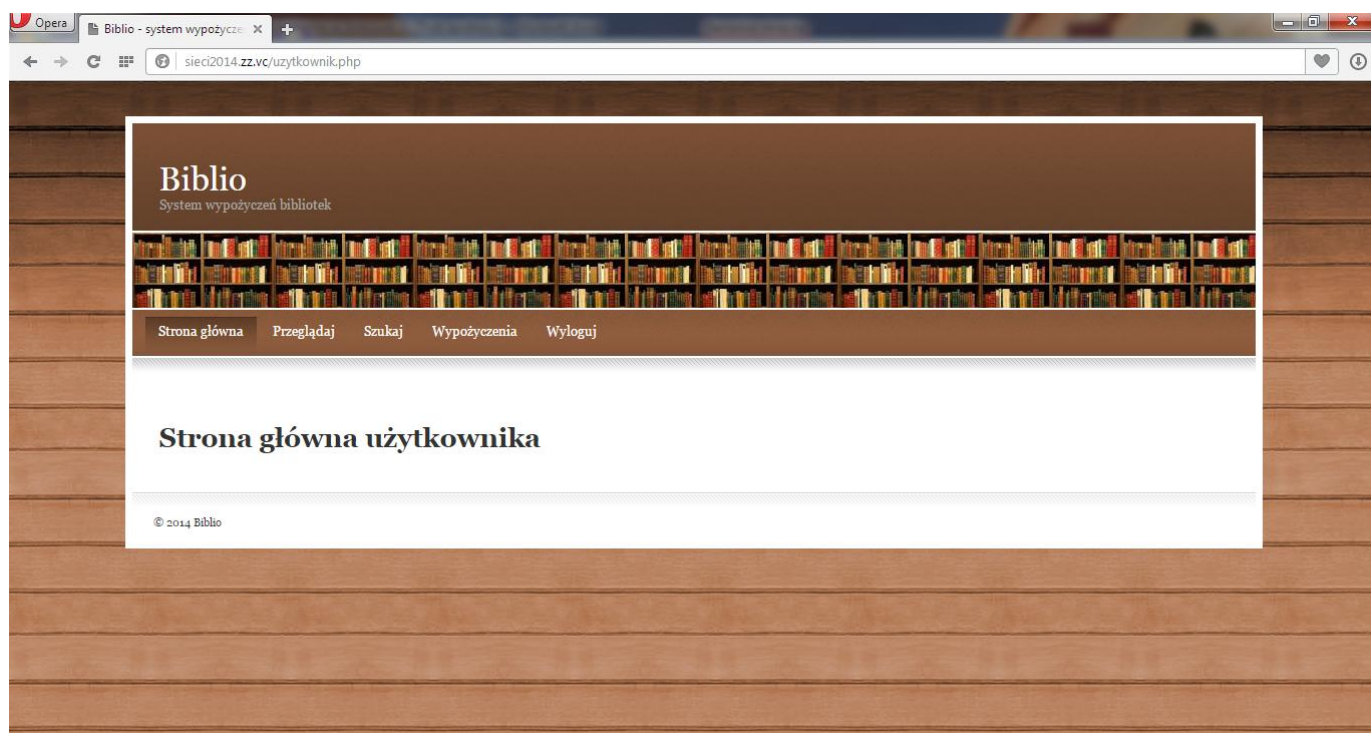 Opera
Biblio - system wypożycze
sieci2014.zz.vc/uzytkownik.php
Biblio
System wypożyczeń bibliotek
Strona główna Przeglądaj Szukaj Wypożyczenia Wyloguj
Strona główna użytkownika
© 2014 Biblio